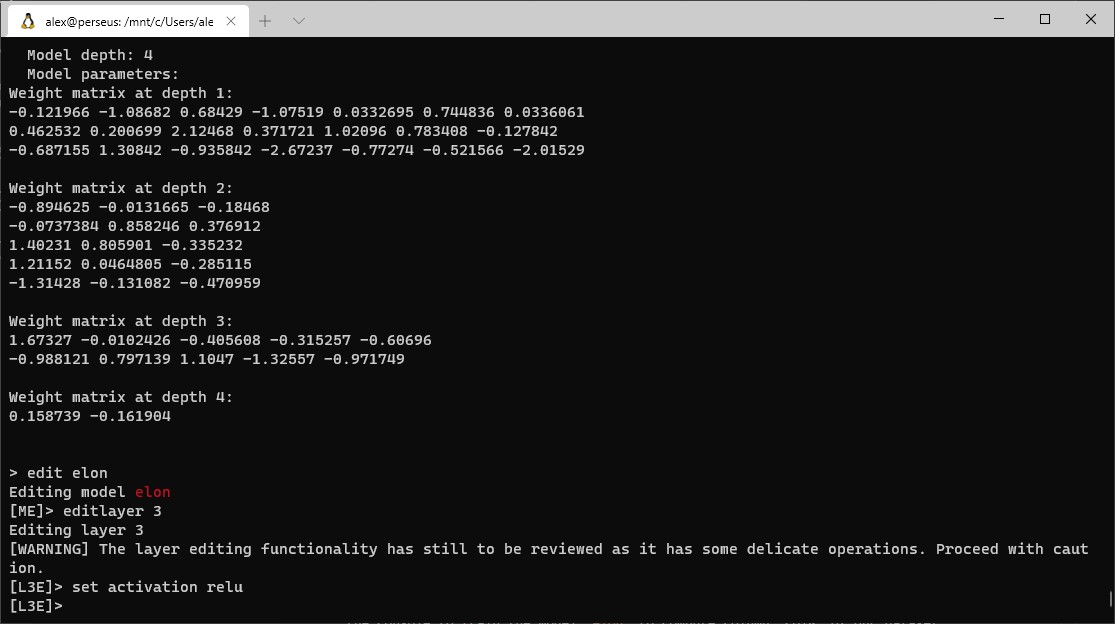 alex@perseus: /mnt/c/Users/ale
Model depth: 4
Model parameters:
Weight matrix at depth 1:
-0.121966 -1.08682 0.68429 -1.07519 0.0332695 0.744836 0.0336061
0.462532 0.200699 2.12468 0.371721 1.02096 0.783408 -0.127842
-0.687155 1.30842 -0.935842 -2.67237 -0.77274 -0.521566 -2.01529
Weight matrix at depth 2:
-0.894625 -0.0131665 -0.18468
-0.0737384 0.858246 0.376912
1.40231 0.805901 -0.335232
1.21152 0.0464805 -0.285115
-1.31428 -0.131082 -0.470959
Weight matrix at depth 3:
1.67327 -0.0102426 -0.405608 -0.315257 -0.60696
-0.988121 0.797139 1.1047 -1.32557 -0.971749
Weight matrix at depth 4:
0.158739 -0.161904
> edit elon
Editing model elon
[ME]> editlayer 3
Editing layer 3
[WARNING] The layer editing functionality has still to be reviewed as it has some delicate operations. Proceed with caut
ion.
[L3E]> set activation relu
[L3E]>